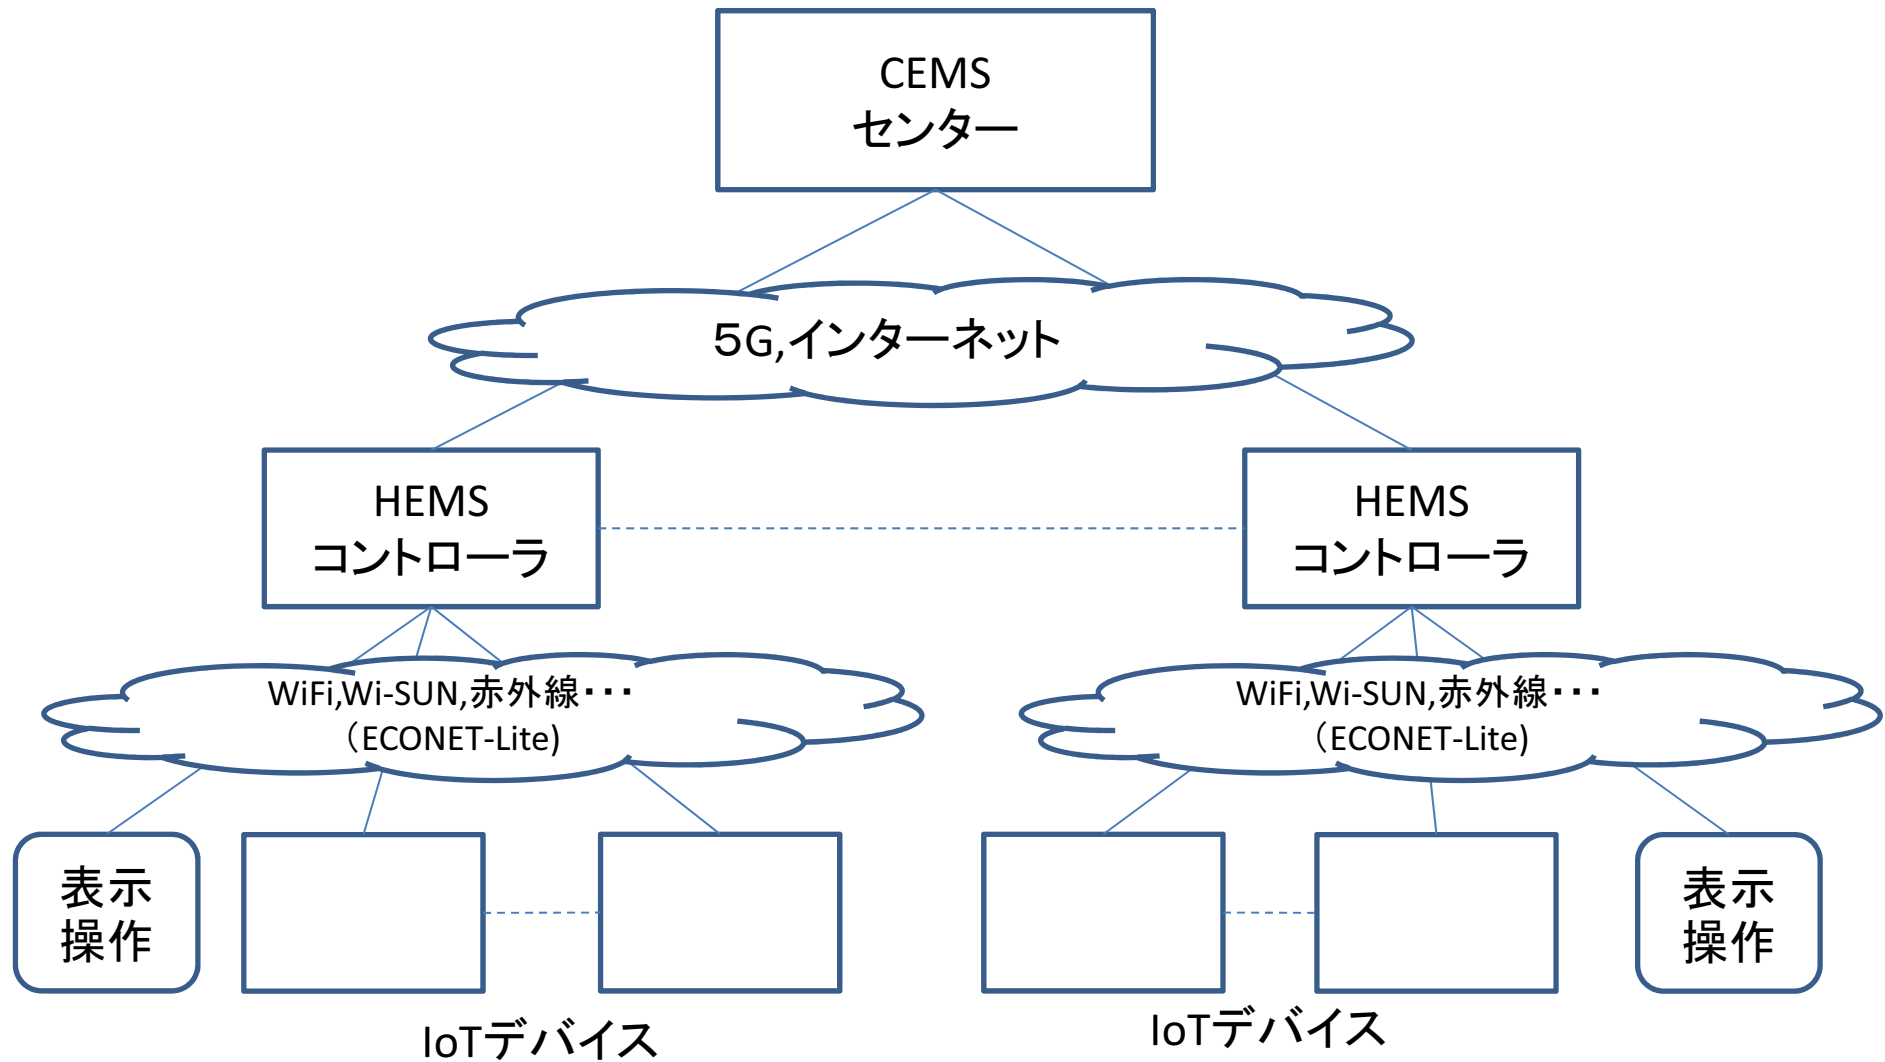 CEMS
センター
５G,インターネット
HEMS
コントローラ
HEMS
コントローラ
WiFi,Wi-SUN,赤外線・・・
（ECONET-Lite)
WiFi,Wi-SUN,赤外線・・・
（ECONET-Lite)
表示
操作
表示
操作
IoTデバイス
IoTデバイス